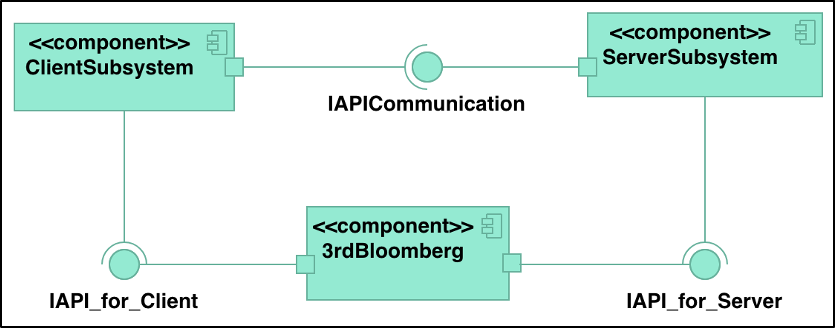 <<component>>
ClientSubsystem
<<component>>
ServerSubsystem
IAPICommunication
<<component>>
3rdBloomberg
IAPI_for_Client
IAPI_for_Server